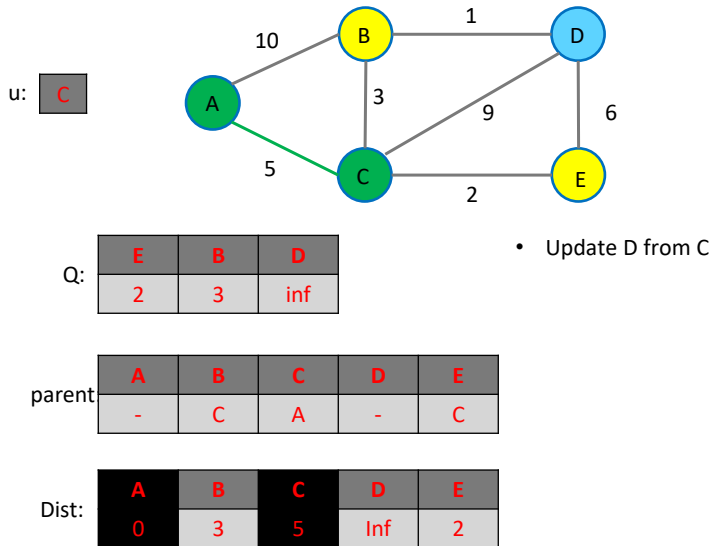 1
10
B
D
u: C
A
3
9
6
5
C
E
2
• Update D from C
Q:
E B D
2 3 inf
parent
A B C D E
- C A - C
Dist:
A B C D E
0 3 5 Inf 2